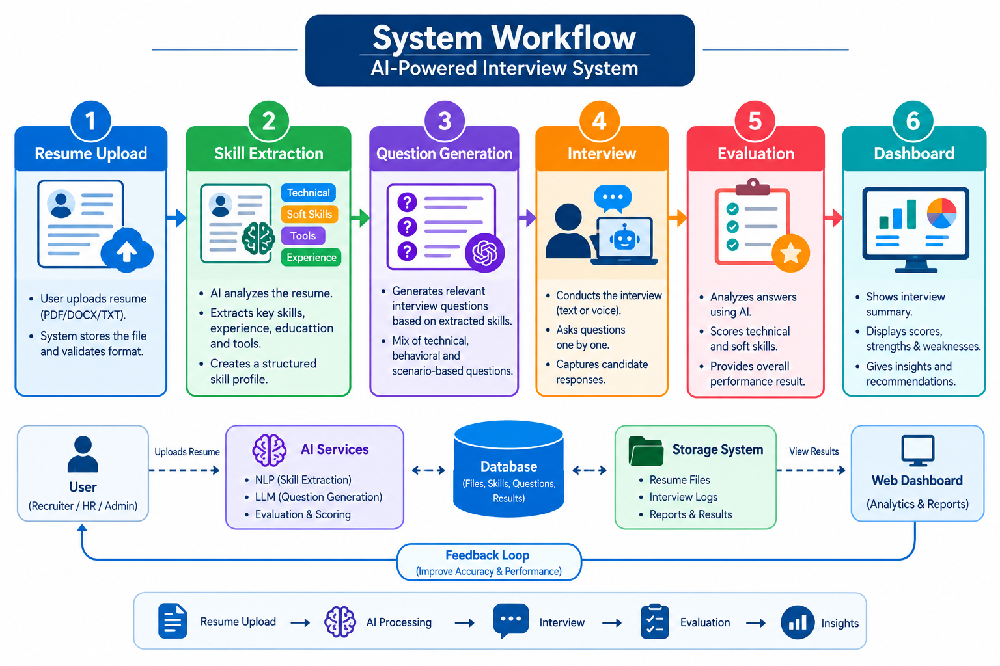 System Workflow
AI-Powered Interview System
1
Resume Upload
• User uploads resume
(PDF/DOCX/TXT).
• System stores the file
and validates format.
2
Skill Extraction
Technical
Soft Skills
Tools
Experience
• AI analyzes the resume.
• Extracts key skills,
experience, educattion
and tools.
• Creates a structured
skill profile.
3
Question Generation
?
?
?
• Generates relevant
interview questions
based on extracted skills.
• Mix of technical,
behavioral and
scenario-based questions.
4
Interview
• Conducts the interview
(text or voice).
• Asks questions
one by one.
• Captures candidate
responses.
5
Evaluation
• Analyzes answers
using AI.
• Scores technical
and soft skills.
• Provides overall
performance result.
6
Dashboard
• Shows interview
summary.
• Displays scores,
strengths & weaknesses.
• Gives insights and
recommendations.
User
(Recruiter / HR / Admin)
Uploads Resume
AI Services
• NLP (Skill Extraction)
• LLM (Question Generation)
• Evaluation & Scoring
Database
(Files, Skills, Questions,
Results)
Storage System
• Resume Files
• Interview Logs
• Reports & Results
View Results
Web Dashboard
(Analytics & Reports)
Feedback Loop
(Improve Accuracy & Performance)
Resume Upload
AI Processing
Interview
Evaluation
Insights